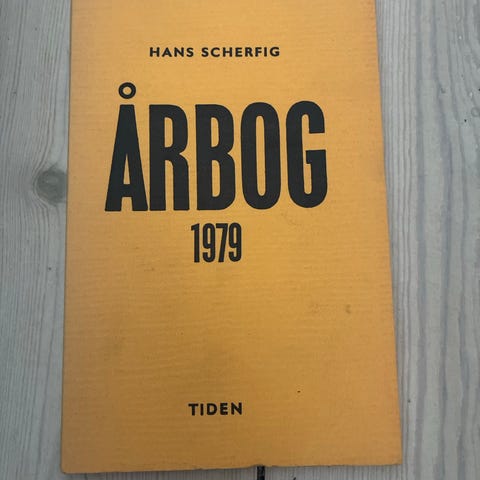 HANS SCHERFIG
ÅRBOG
1979
TIDEN